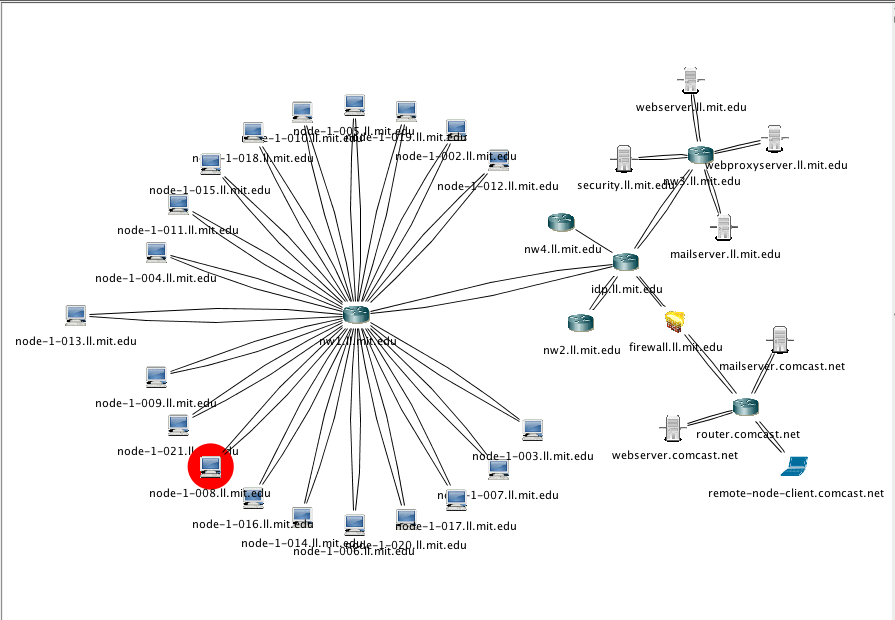 webserver.ll.mit.edu
node-1-005.ll.mit.edu
node-1-019.ll.mit.edu
node-1-010.ll.mit.edu
node-1-018.ll.mit.edu
node-1-002.ll.mit.edu
webproxyserver.ll.mit.edu
nw3.ll.mit.edu
security.ll.mit.edu
node-1-012.ll.mit.edu
node-1-015.ll.mit.edu
node-1-011.ll.mit.edu
nw4.ll.mit.edu
mailserver.ll.mit.edu
node-1-004.ll.mit.edu
idp.ll.mit.edu
node-1-013.ll.mit.edu
nw1.ll.mit.edu
nw2.ll.mit.edu
firewall.ll.mit.edu
mailserver.comcast.net
node-1-009.ll.mit.edu
router.comcast.net
node-1-021.ll.mit.edu
node-1-003.ll.mit.edu
webserver.comcast.net
node-1-008.ll.mit.edu
node-1-007.ll.mit.edu
remote-node-client.comcast.net
node-1-016.ll.mit.edu
node-1-017.ll.mit.edu
node-1-014.ll.mit.edu
node-1-020.ll.mit.edu
node-1-006.ll.mit.edu